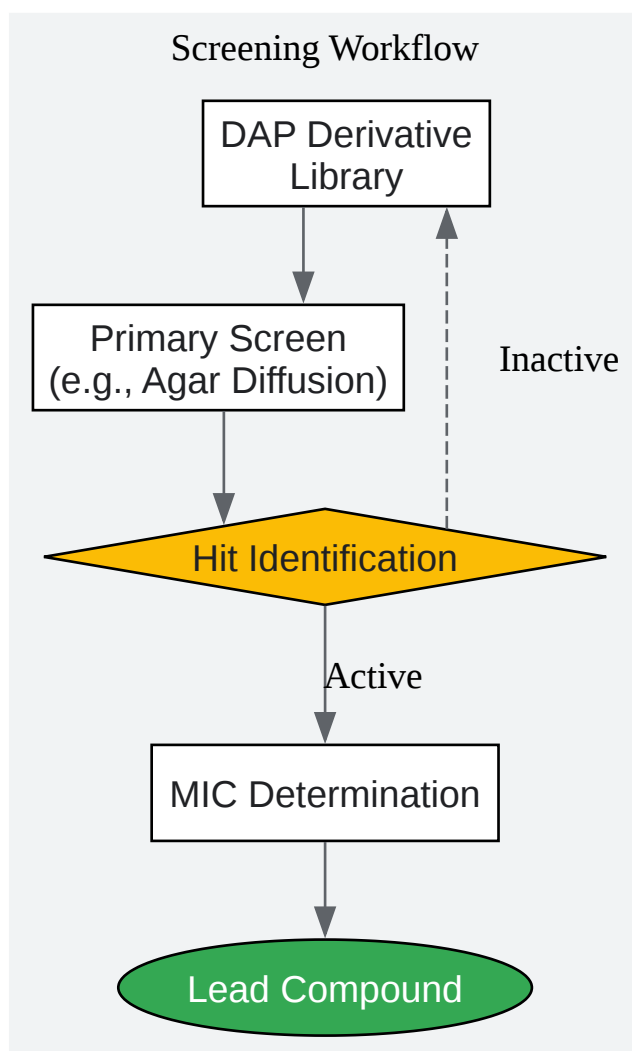 Screening Workflow
DAP Derivative
Library
Primary Screen
(e.g., Agar Diffusion)
Inactive
Hit Identification
Active
MIC Determination
Lead Compound